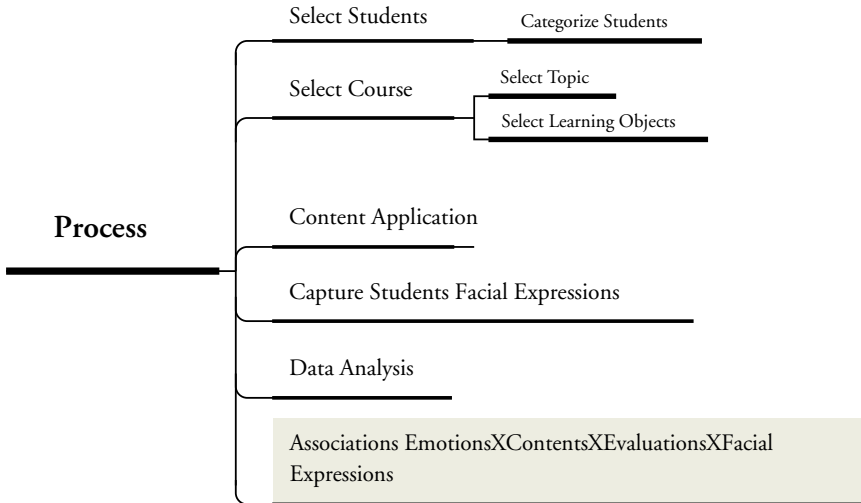 Select Students
Categorize Students
Select Course
Select Topic
Select Learning Objects
Process
Content Application
Capture Students Facial Expressions
Data Analysis
Associations EmotionsXContentsXEvaluationsXFacial
Expressions